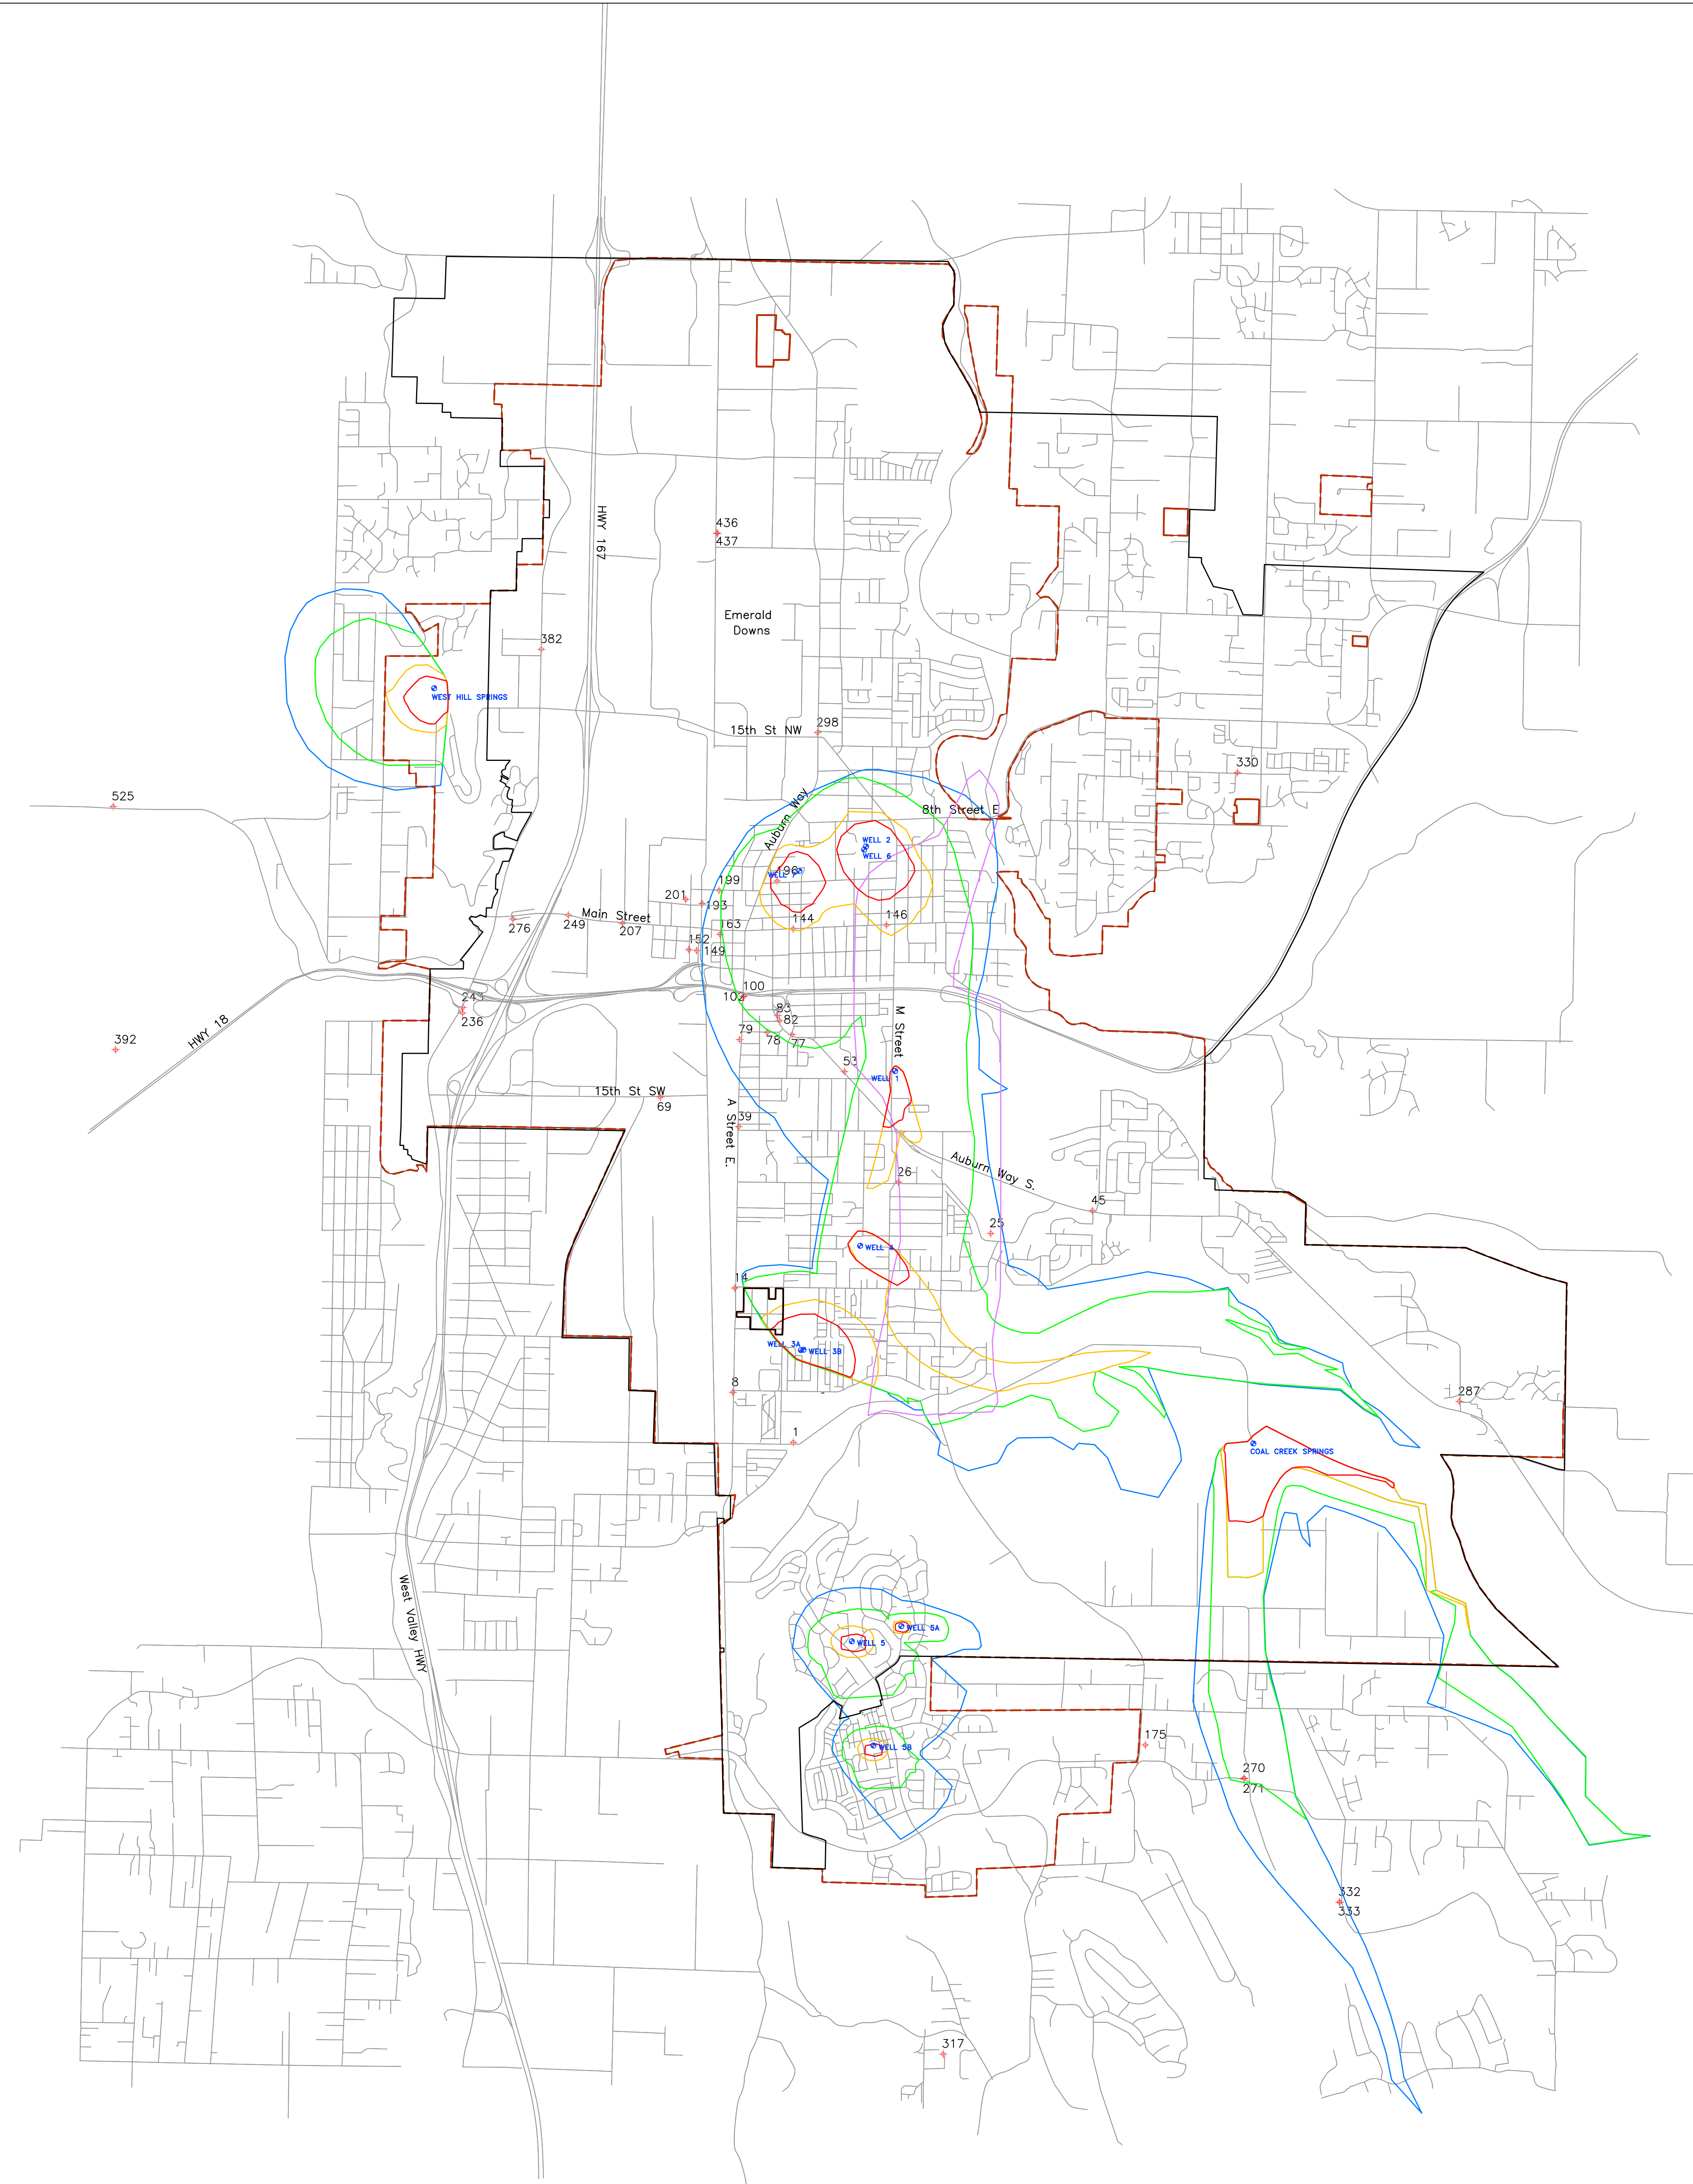 HWY 167
436
437
Emerald
Downs
382
WEST HILL SPRINGS
298
15th St NW
330
525
8th Street E
Auburn Way
WELL 2
WELL 6
196
WELL 7
199
201
193
Main Street
276
249
207
163
144
146
152
149
100
102
243
236
83
82
79
78
77
M Street
392
HWY 18
53
WELL 1
15th St SW
69
A Street E.
39
Auburn Way S.
26
45
25
WELL 4
14
WELL 3A
WELL 3B
8
287
1
COAL CREEK SPRINGS
West Valley HWY
WELL 5A
WELL 5
175
WELL 5B
270
271
332
333
317